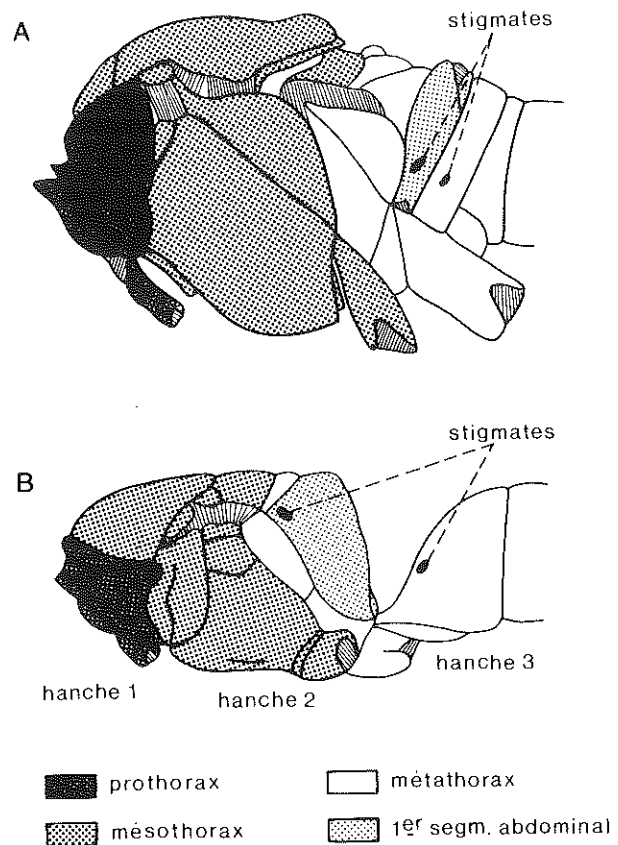 A
stigmates
stigmates
B
hanche 1
hanche 2
hanche 3
prothorax
métathorax
mésothorax
1er segm. abdominal